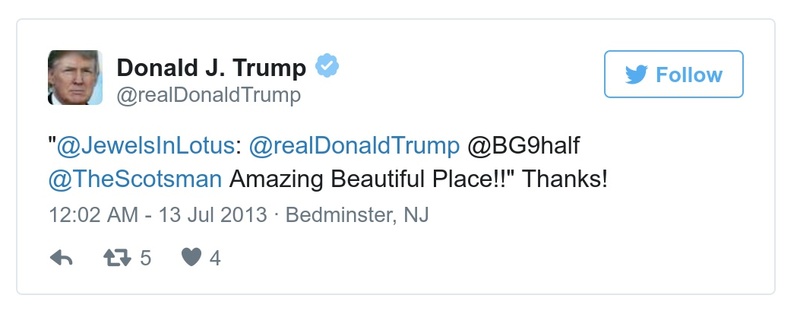 Donald J. Trump
@realDonaldTrump
Follow
"@JewelsInLotus: @realDonaldTrump @BG9half
@TheScotsman Amazing Beautiful Place!!" Thanks!
12:02 AM - 13 Jul 2013 · Bedminster, NJ
5 4